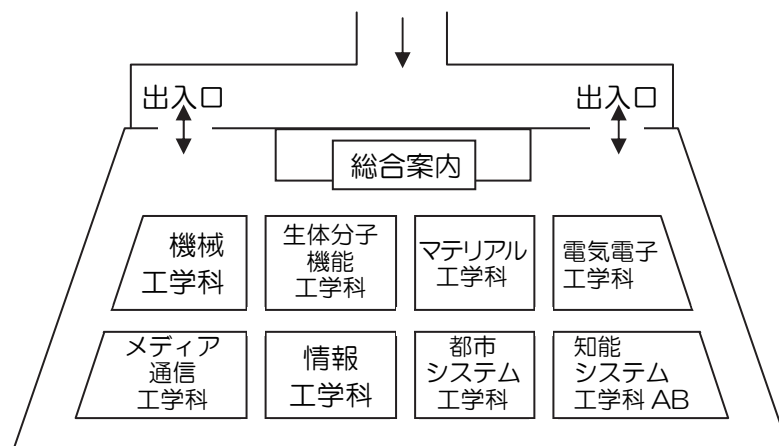 出入口
出入口
総合案内
機械
工学科
生体分子
機能
工学科
マテリアル
工学科
電気電子
工学科
メディア
通信
工学科
情報
工学科
都市
システム
工学科
知能
システム
工学科 AB